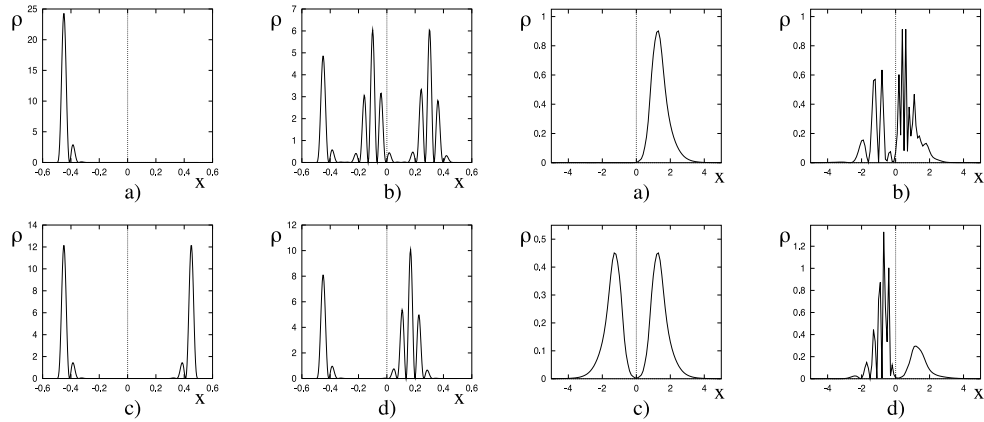 ρ 25 20 15 10 5 0 -0,6 -0,4 -0,2 0 0,2 0,4 0,6 x
a)
ρ 7 6 5 4 3 2 1 0 -0,6 -0,4 -0,2 0 0,2 0,4 0,6 x
b)
ρ 1 0,8 0,6 0,4 0,2 0 -4 -2 0 2 4 x
a)
ρ 1 0,8 0,6 0,4 0,2 0 -4 -2 0 2 4 x
b)
ρ 14 12 10 8 6 4 2 0 -0,6 -0,4 -0,2 0 0,2 0,4 0,6 x
c)
ρ 12 10 8 6 4 2 0 -0,6 -0,4 -0,2 0 0,2 0,4 0,6 x
d)
ρ 0,5 0,4 0,3 0,2 0,1 0 -4 -2 0 2 4 x
c)
ρ 1,2 1 0,8 0,6 0,4 0,2 0 -4 -2 0 2 4 x
d)